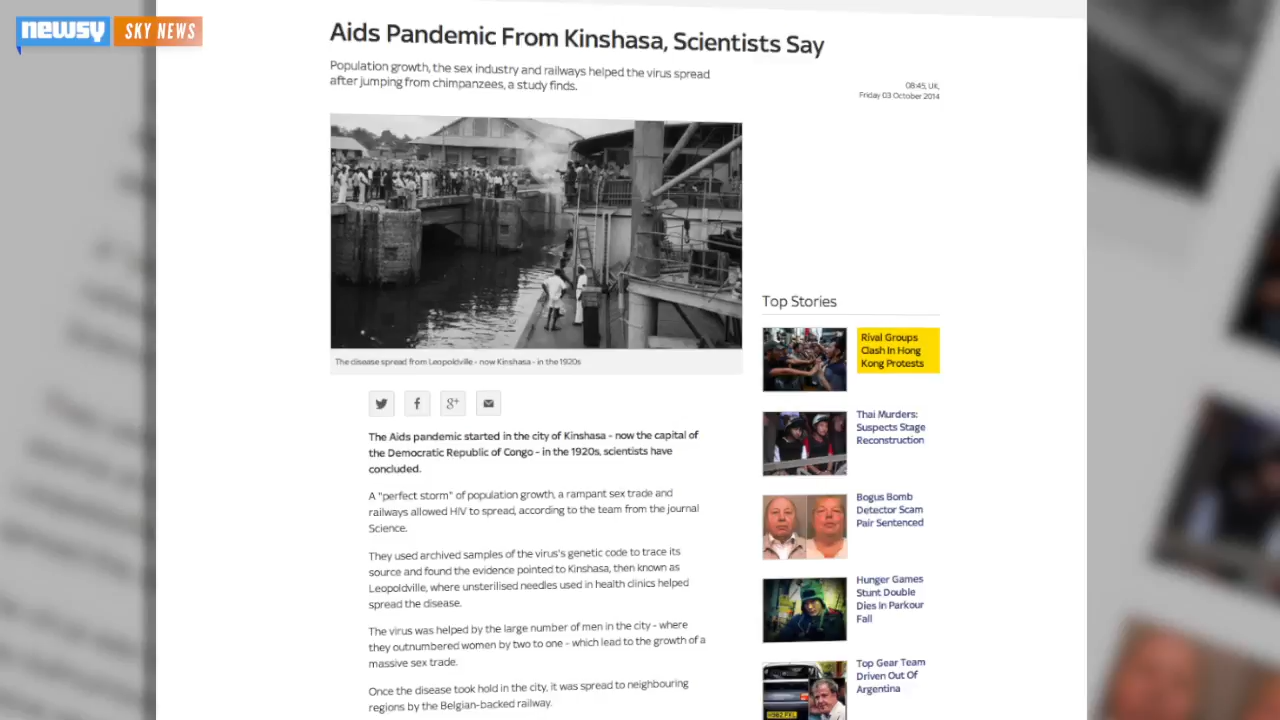 newsy SKY NEWS
Aids Pandemic From Kinshasa, Scientists Say
Population growth, the sex industry and railways helped the virus spread
after jumping from chimpanzees, a study finds.
08:45, UK,
Friday 03 October 2014
The disease spread from Leopoldville - now Kinshasa - in the 1920s
The Aids pandemic started in the city of Kinshasa - now the capital of
the Democratic Republic of Congo - in the 1920s, scientists have
concluded.
A "perfect storm" of population growth, a rampant sex trade and
railways allowed HIV to spread, according to the team from the journal
Science.
They used archived samples of the virus's genetic code to trace its
source and found the evidence pointed to Kinshasa, then known as
Leopoldville, where unsterilised needles used in health clinics helped
spread the disease.
The virus was helped by the large number of men in the city - where
they outnumbered women by two to one - which lead to the growth of a
massive sex trade.
Once the disease took hold in the city, it was spread to neighbouring
regions by the Belgian-backed railway.
Top Stories
Rival Groups
Clash In Hong
Kong Protests
Thai Murders:
Suspects Stage
Reconstruction
Bogus Bomb
Detector Scam
Pair Sentenced
Hunger Games
Stunt Double
Dies In Parkour
Fall
Top Gear Team
Driven Out Of
Argentina